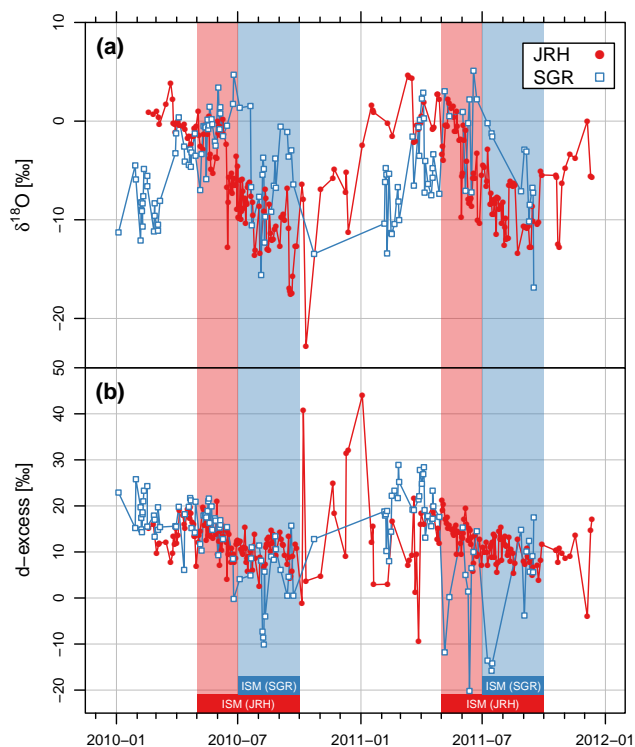 10
0
−10
−20
δ18O [‰]
(a)
JRH
SGR
50
40
30
20
10
0
−10
−20
d−excess [‰]
(b)
ISM (SGR)
ISM (SGR)
ISM (JRH)
ISM (JRH)
2010−01
2010−07
2011−01
2011−07
2012−01